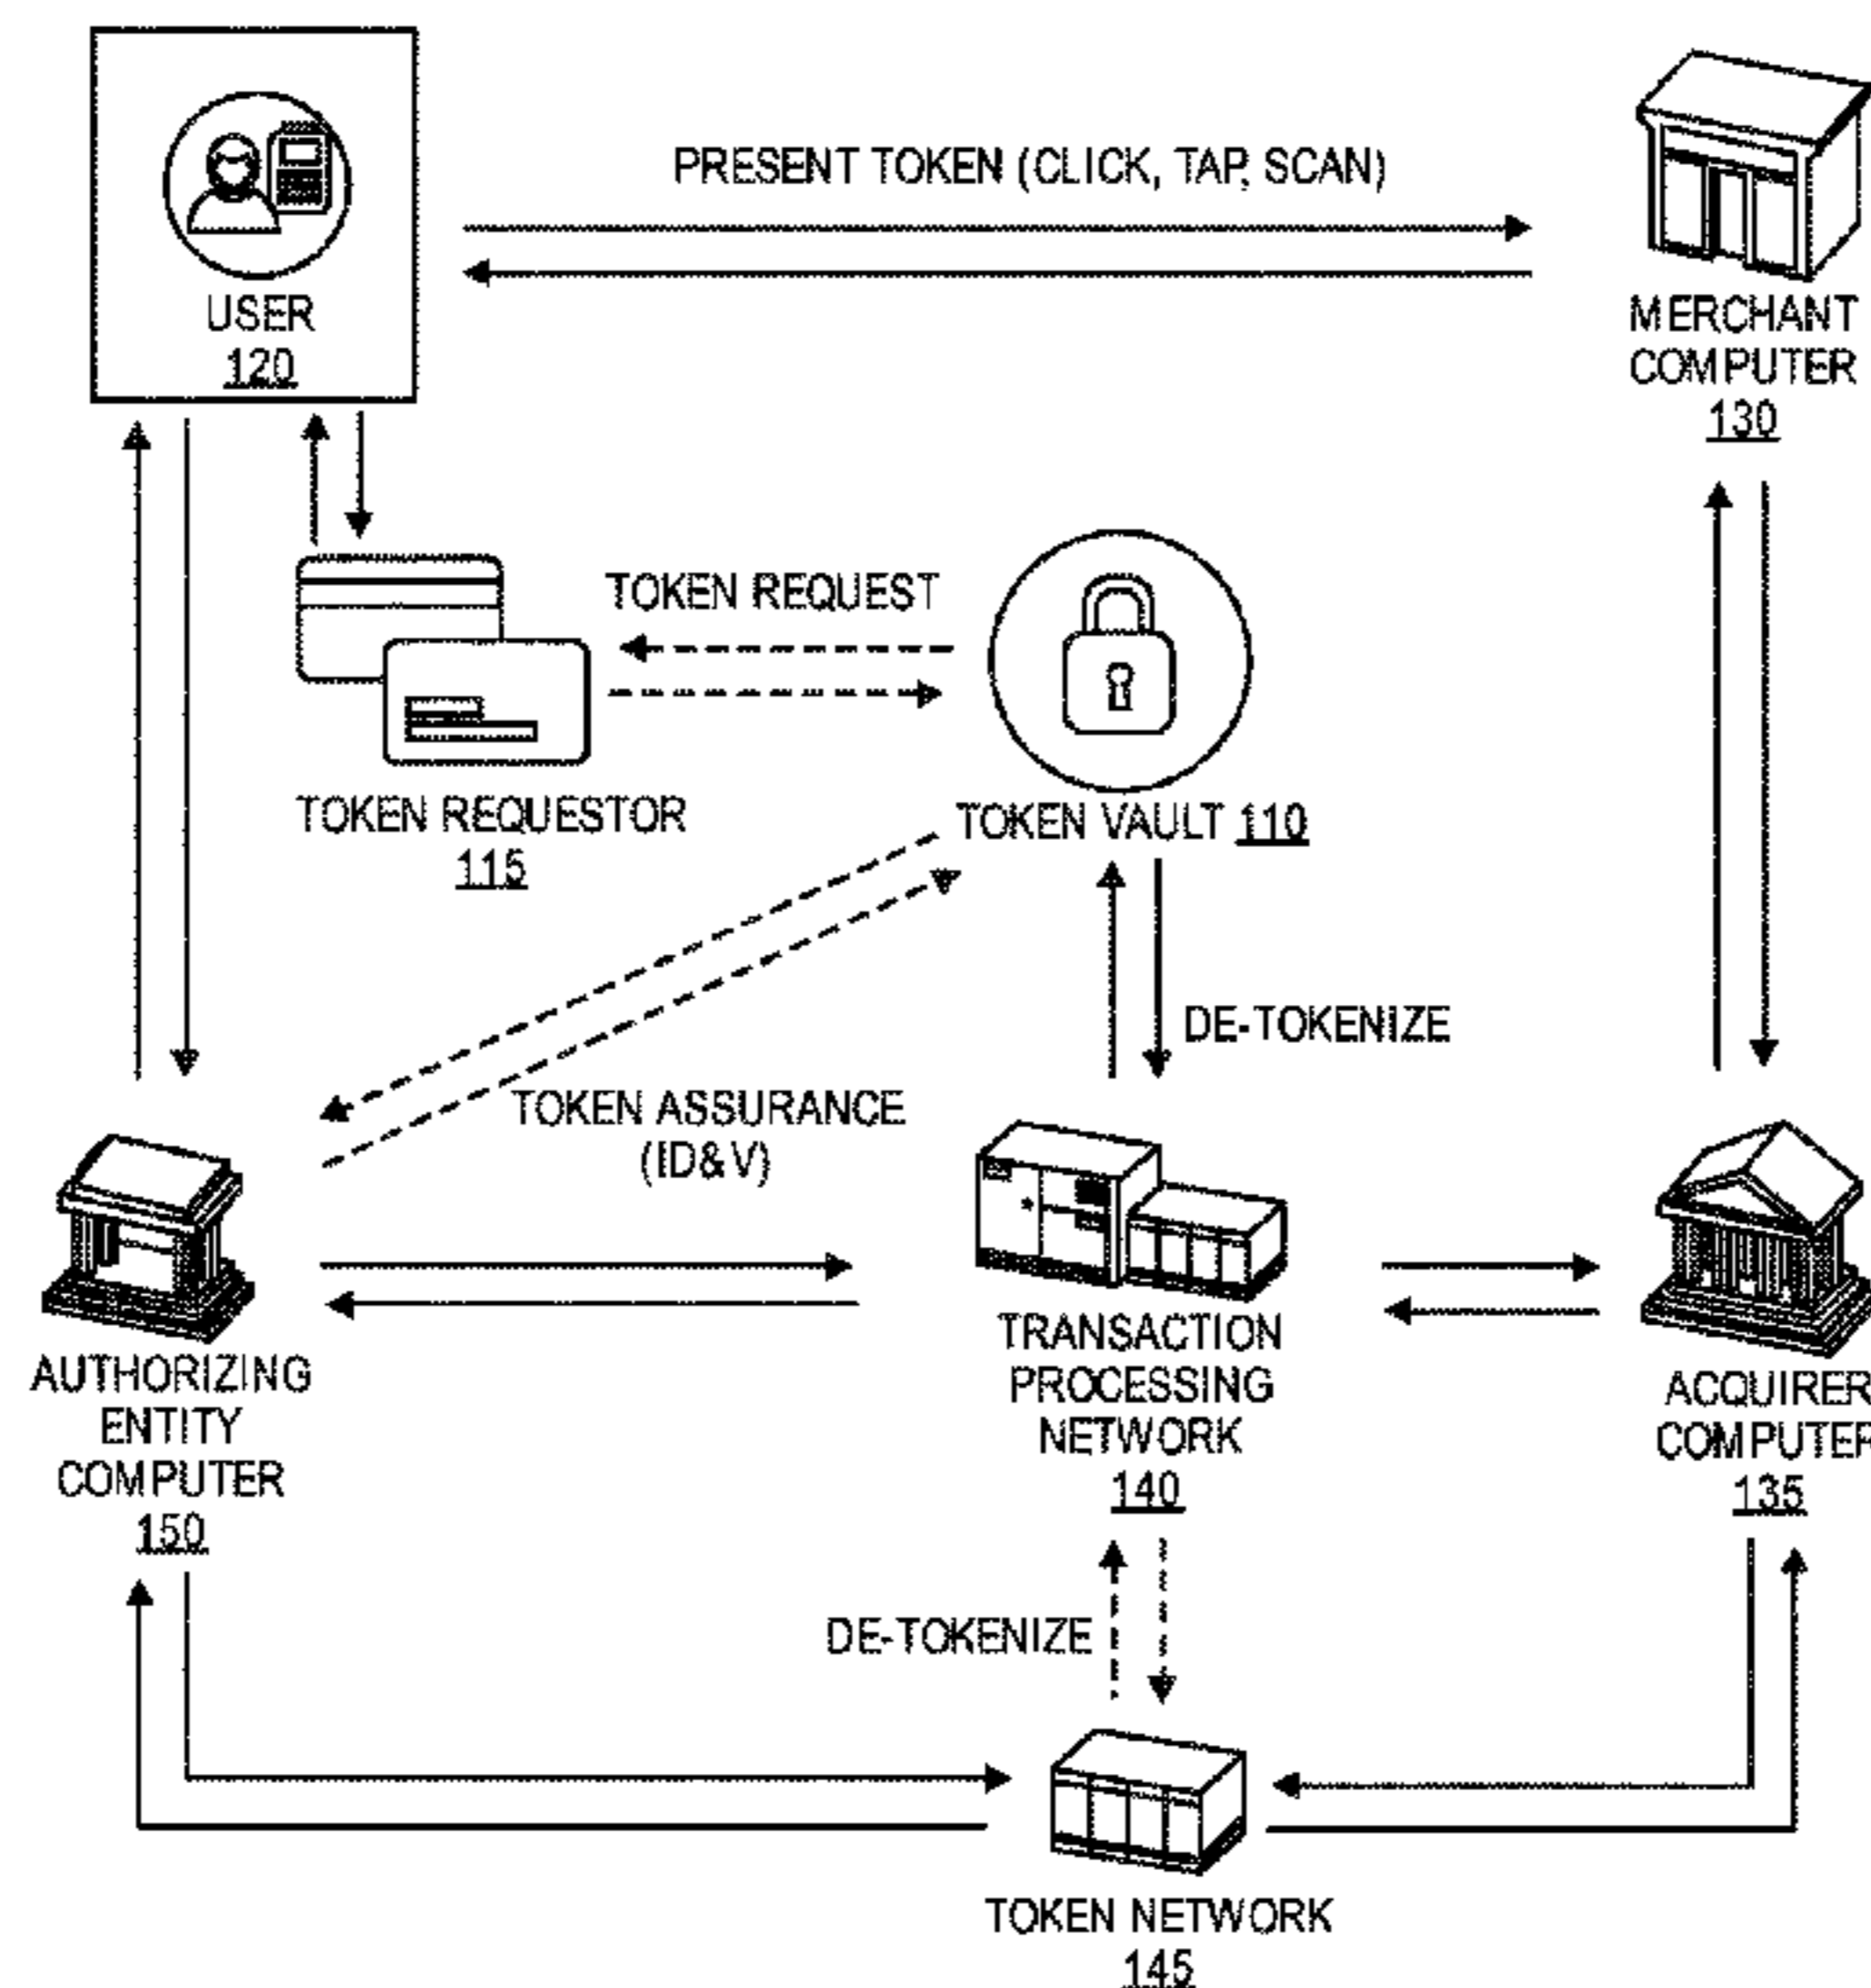 PRESENT TOKEN (CLICK, TAP, SCAN)
USER
120
MERCHANT
COMPUTER
130
TOKEN REQUEST
TOKEN REQUESTOR
115
TOKEN VAULT 110
DE-TOKENIZE
TOKEN ASSURANCE
(ID&V)
AUTHORIZING
ENTITY
COMPUTER
150
TRANSACTION
PROCESSING
NETWORK
140
ACQUIRER
COMPUTER
135
DE-TOKENIZE
TOKEN NETWORK
145